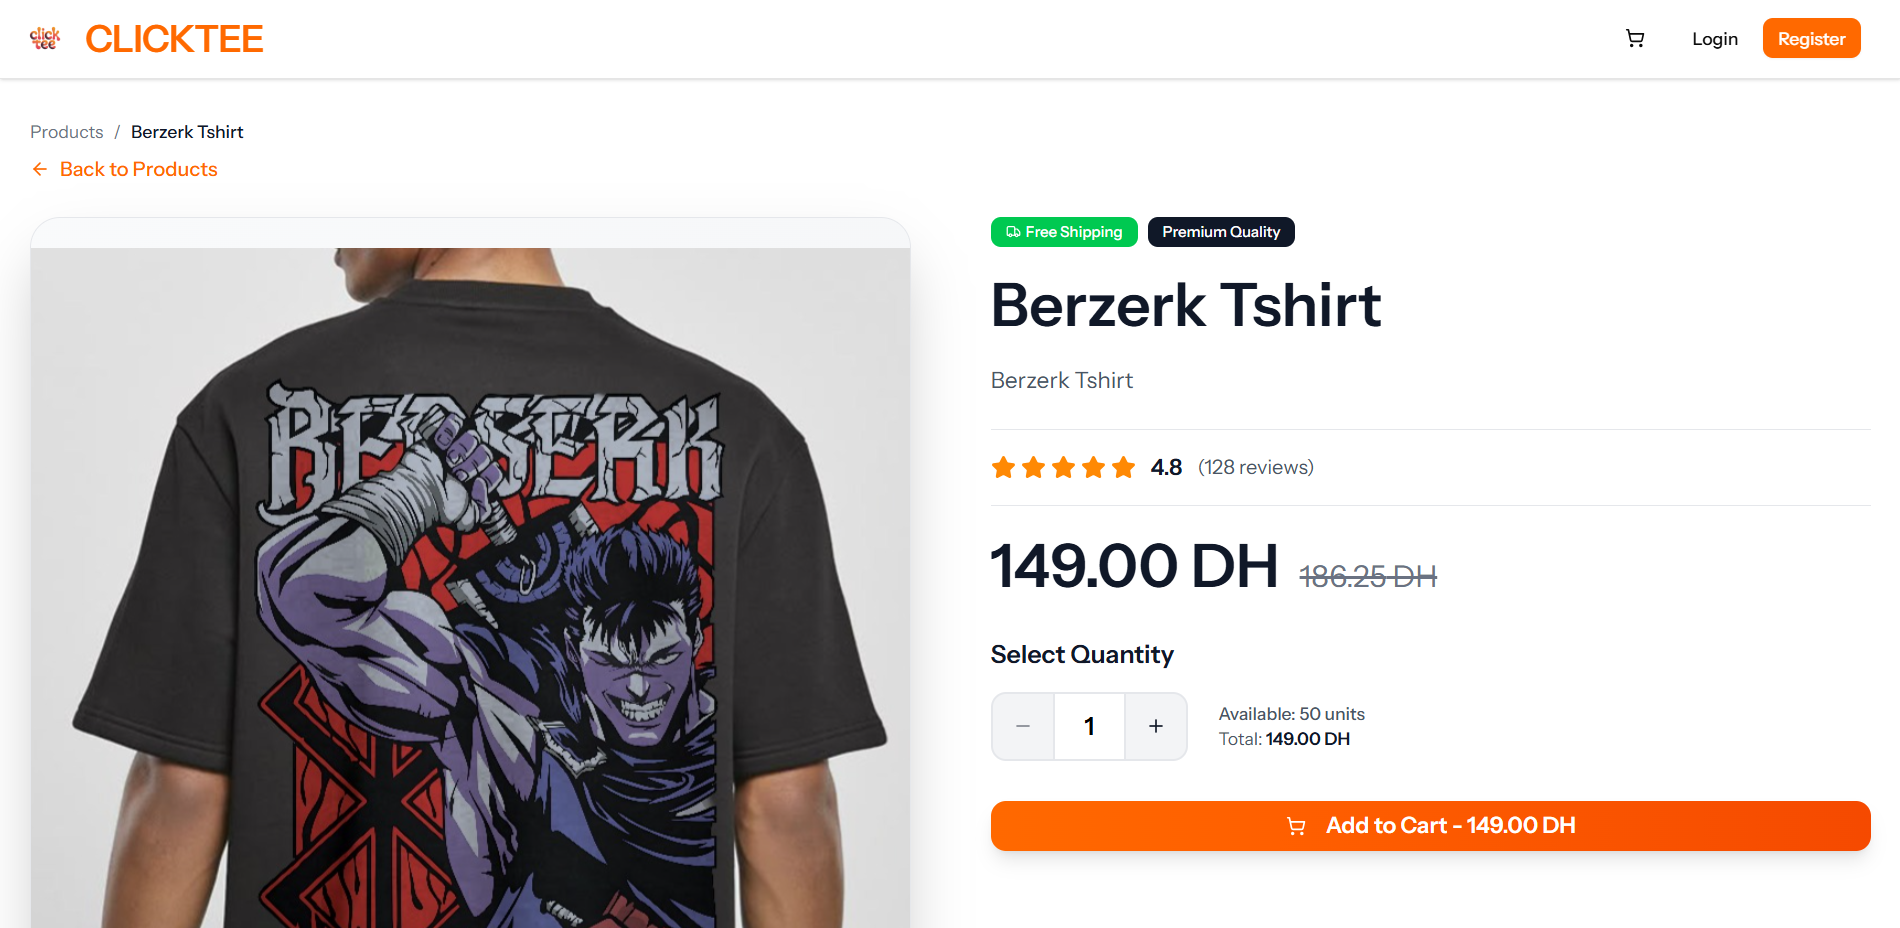 click
tee
CLICKTEE
Login
Register
Products / Berzerk Tshirt
Back to Products
Free Shipping
Premium Quality
Berzerk Tshirt
Berzerk Tshirt
4.8 (128 reviews)
149.00 DH 186.25 DH
Select Quantity
− 1 +
Available: 50 units
Total: 149.00 DH
Add to Cart - 149.00 DH
BERSERK